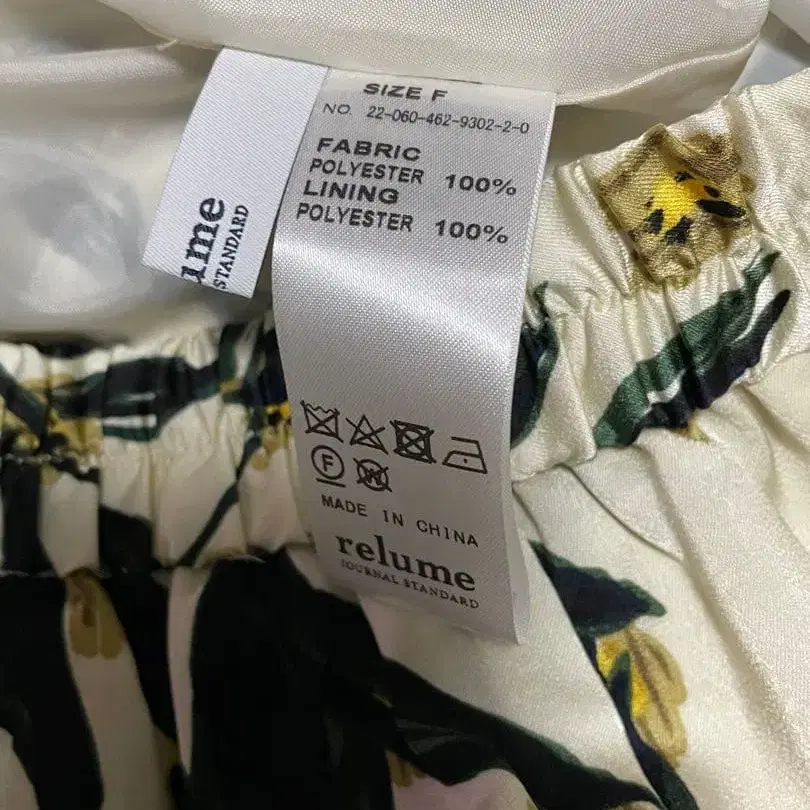 SIZE F
NO. 22-060-462-9302-2-0
FABRIC
POLYESTER 100%
LINING
POLYESTER 100%
F
W
MADE IN CHINA
relume
JOURNAL STANDARD
ume
STANDARD